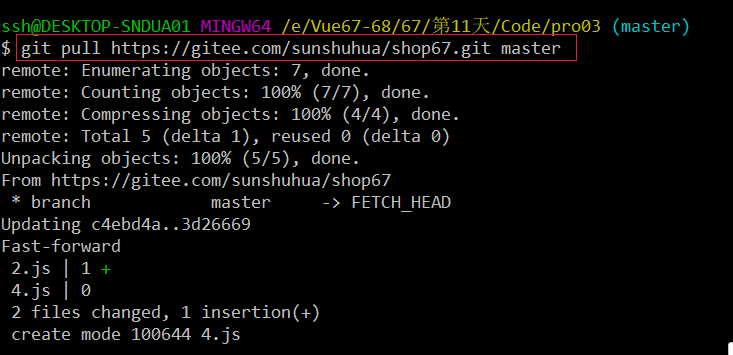 ssh@DESKTOP-SNDUA01 MINGW64 /e/Vue67-68/67/第11天/Code/pro03 (master)
$ git pull https://gitee.com/sunshuhua/shop67.git master
remote: Enumerating objects: 7, done.
remote: Counting objects: 100% (7/7), done.
remote: Compressing objects: 100% (4/4), done.
remote: Total 5 (delta 1), reused 0 (delta 0)
Unpacking objects: 100% (5/5), done.
From https://gitee.com/sunshuhua/shop67
 * branch            master     -> FETCH_HEAD
Updating c4ebd4a..3d26669
Fast-forward
 2.js | 1 +
 4.js | 0
 2 files changed, 1 insertion(+)
 create mode 100644 4.js